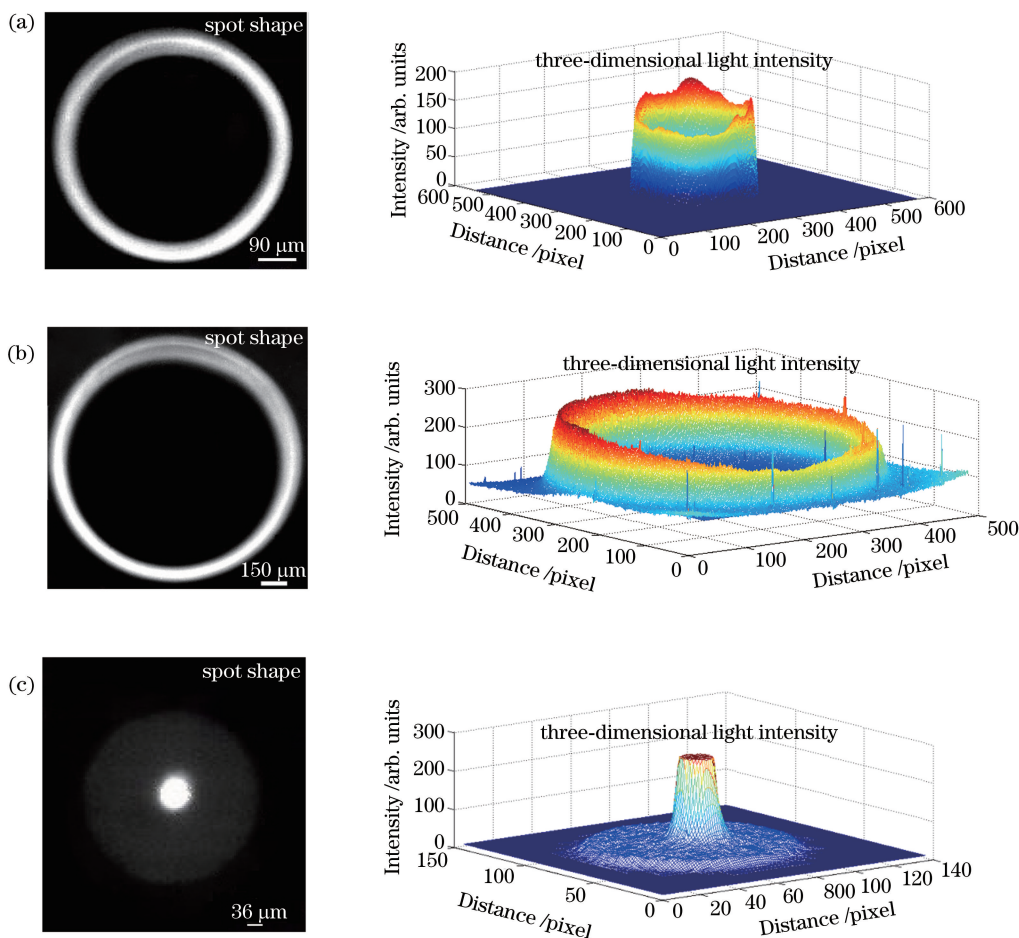 (a)
spot shape
90 μm
three-dimensional light intensity
Intensity /arb. units
200
150
100
50
0
600
500
400
300
200
100
0
Distance /pixel
0
100
200
300
400
500
600
Distance /pixel
(b)
spot shape
150 μm
three-dimensional light intensity
Intensity /arb. units
300
200
100
0
500
400
300
200
100
0
Distance /pixel
0
100
200
300
400
500
Distance /pixel
(c)
spot shape
36 μm
three-dimensional light intensity
Intensity /arb. units
300
200
100
0
150
100
50
0
Distance /pixel
0
20
40
60
800
100
120
140
Distance /pixel